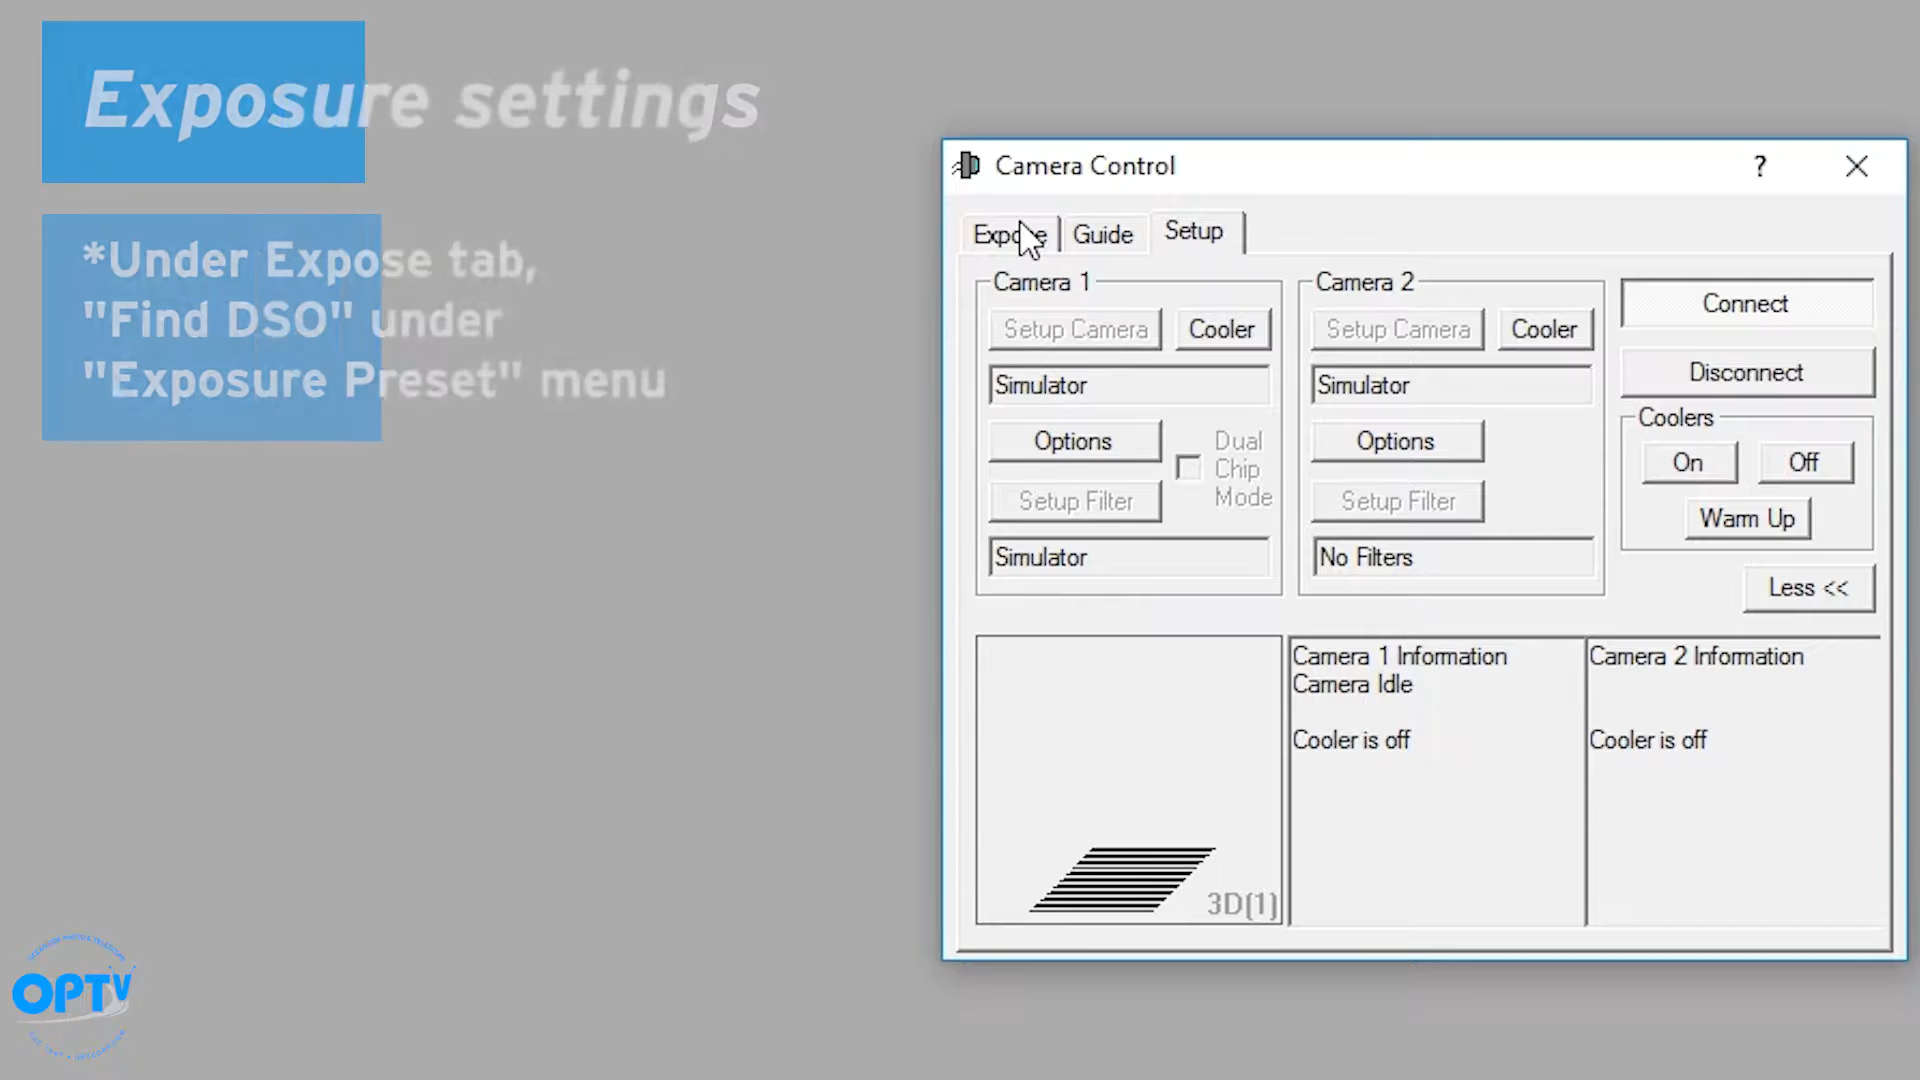 Exposure settings
*Under Expose tab,
"Find DSO" under
"Exposure Preset" menu
Camera Control
?
Expose
Guide
Setup
Camera 1
Setup Camera
Cooler
Simulator
Options
Dual
Chip
Mode
Setup Filter
Simulator
Camera 2
Setup Camera
Cooler
Simulator
Options
Setup Filter
No Filters
Connect
Disconnect
Coolers
On
Off
Warm Up
Less <<
3D(1)
Camera 1 Information
Camera Idle
Cooler is off
Camera 2 Information
Cooler is off
OPTV